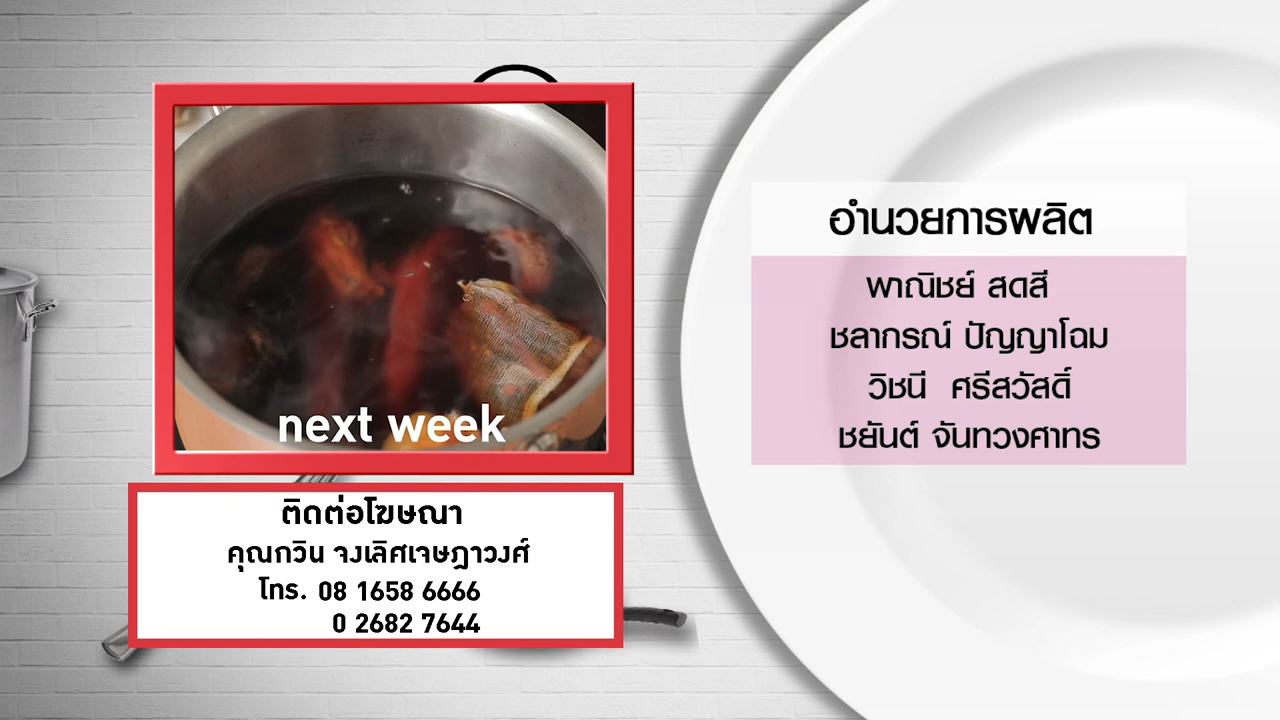 next week
ติดต่อโฆษณา
คุณกวิน จงเลิศเจษฎาวงศ์
โทร. 08 1658 6666
0 2682 7644
อำนวยการผลิต
พาณิชย์ สดสี
ชลากรณ์ ปัญญาโฉม
วิชนี ศรีสวัสดิ์
ชยันต์ จันทวงศาทร